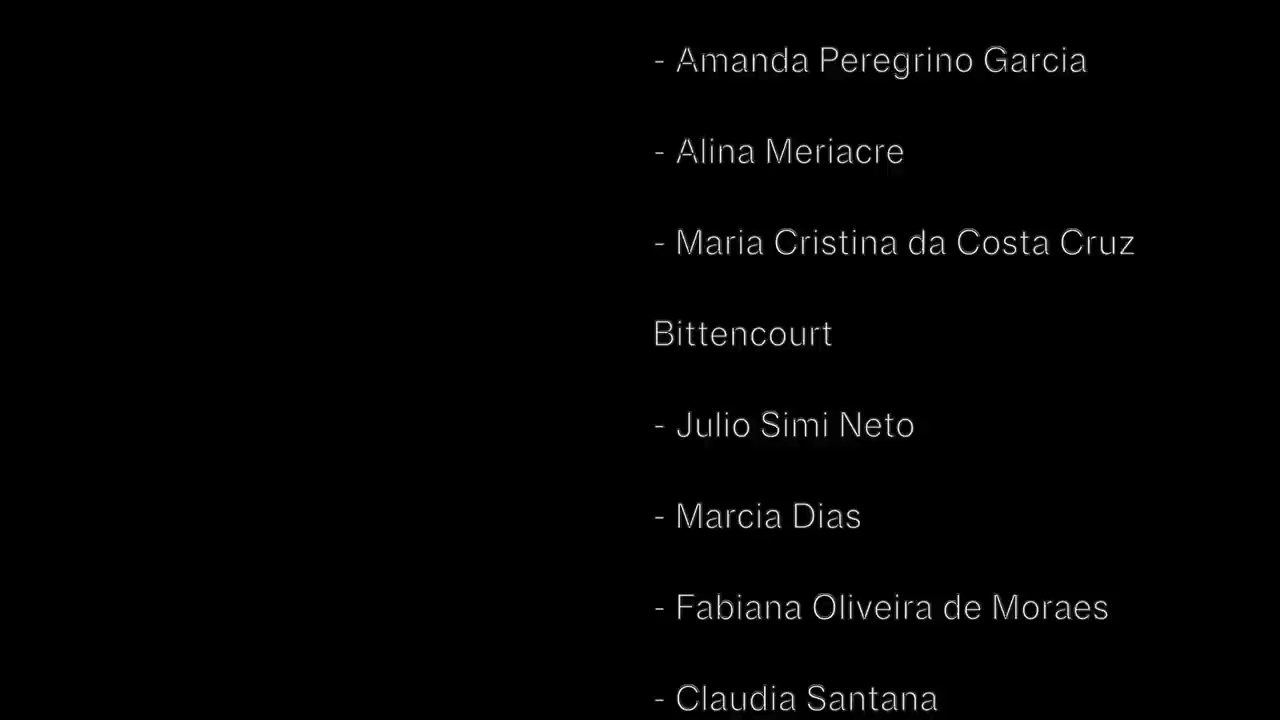 - Amanda Peregrino Garcia
- Alina Meriacre
- Maria Cristina da Costa Cruz
Bittencourt
- Julio Simi Neto
- Marcia Dias
- Fabiana Oliveira de Moraes
- Claudia Santana